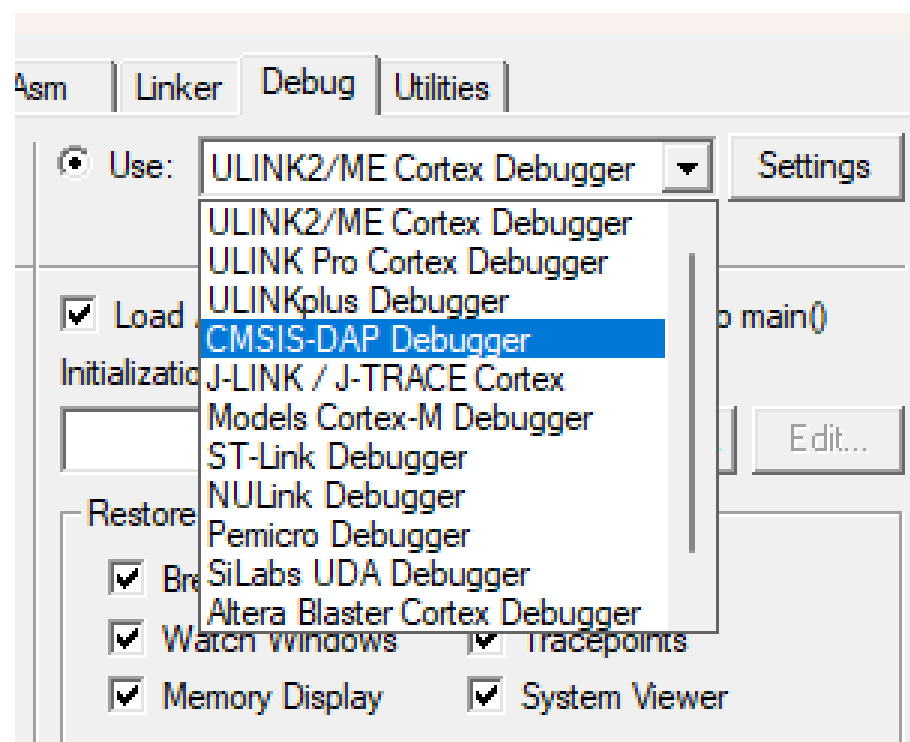 Asm Linker Debug Utilities
Use: ULINK2/ME Cortex Debugger Settings
ULINK2/ME Cortex Debugger
ULINK Pro Cortex Debugger
ULINKplus Debugger
Load CMSIS-DAP Debugger main()
J-LINK / J-TRACE Cortex
Models Cortex-M Debugger Edit...
ST-Link Debugger
NULink Debugger
Restore
Pemicro Debugger
SiLabs UDA Debugger
Altera Blaster Cortex Debugger
Watch Windows Tracepoints
Memory Display System Viewer